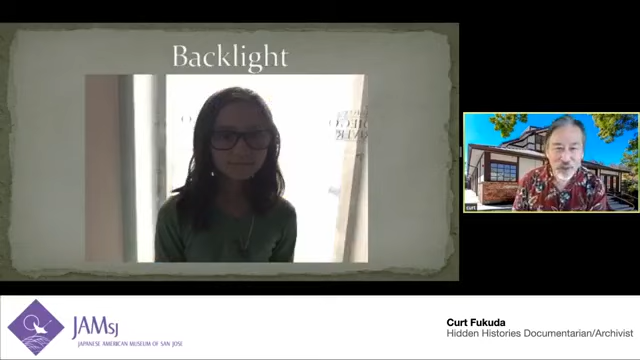 Backlight
curt
JAMsj
JAPANESE AMERICAN MUSEUM OF SAN JOSE
Curt Fukuda
Hidden Histories Documentarian/Archivist